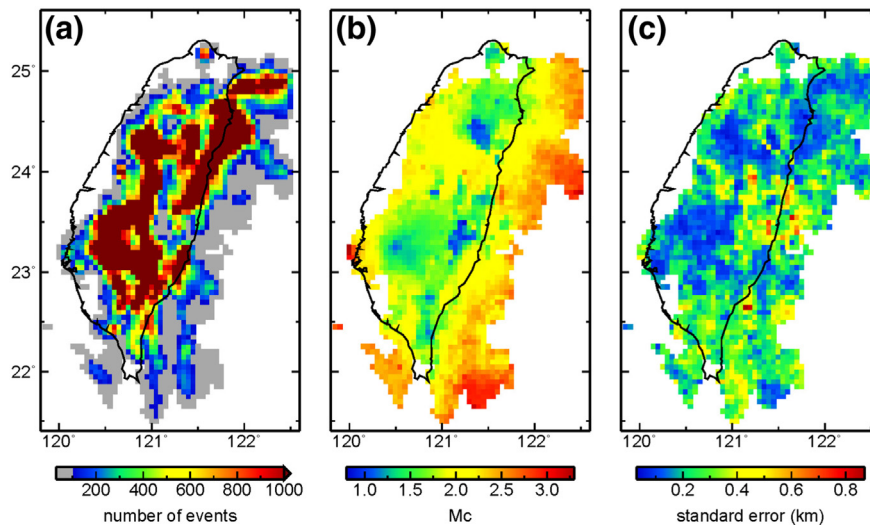 (a) (b) (c)
25°
24°
23°
22°
120° 121° 122° 120° 121° 122° 120° 121° 122°
200 600 1000 1.0 1.5 2.0 2.5 3.0 0.2 0.4 0.6 0.8
number of events Mc standard error (km)